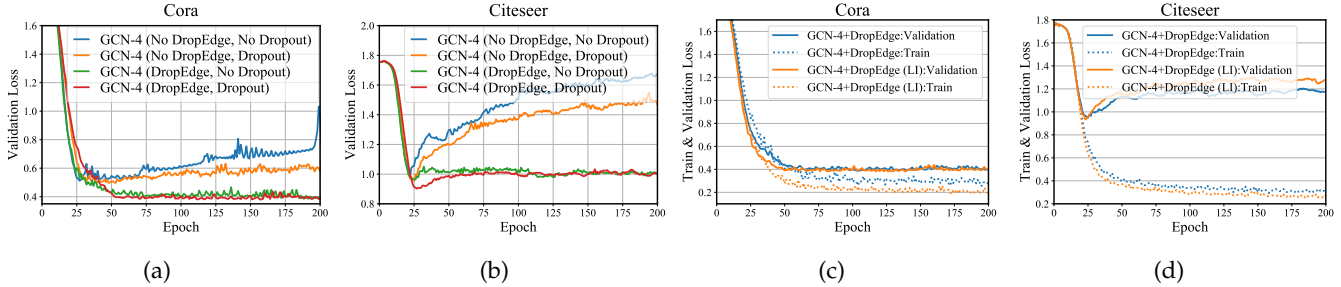 Cora
Validation Loss
1.6
1.4
1.2
1.0
0.8
0.6
0.4
GCN-4 (No DropEdge, No Dropout)
GCN-4 (No DropEdge, Dropout)
GCN-4 (DropEdge, No Dropout)
GCN-4 (DropEdge, Dropout)
0 25 50 75 100 125 150 175 200
Epoch
(a)
Citeseer
Validation Loss
2.0
1.8
1.6
1.4
1.2
1.0
0.8
GCN-4 (No DropEdge, No Dropout)
GCN-4 (No DropEdge, Dropout)
GCN-4 (DropEdge, No Dropout)
GCN-4 (DropEdge, Dropout)
0 25 50 75 100 125 150 175 200
Epoch
(b)
Cora
Train & Validation Loss
1.6
1.4
1.2
1.0
0.8
0.6
0.4
0.2
GCN-4+DropEdge:Validation
GCN-4+DropEdge:Train
GCN-4+DropEdge (LI):Validation
GCN-4+DropEdge (LI):Train
0 25 50 75 100 125 150 175 200
Epoch
(c)
Citeseer
Train & Validation Loss
1.8
1.6
1.4
1.2
1.0
0.8
0.6
0.4
0.2
GCN-4+DropEdge:Validation
GCN-4+DropEdge:Train
GCN-4+DropEdge (LI):Validation
GCN-4+DropEdge (LI):Train
0 25 50 75 100 125 150 175 200
Epoch
(d)